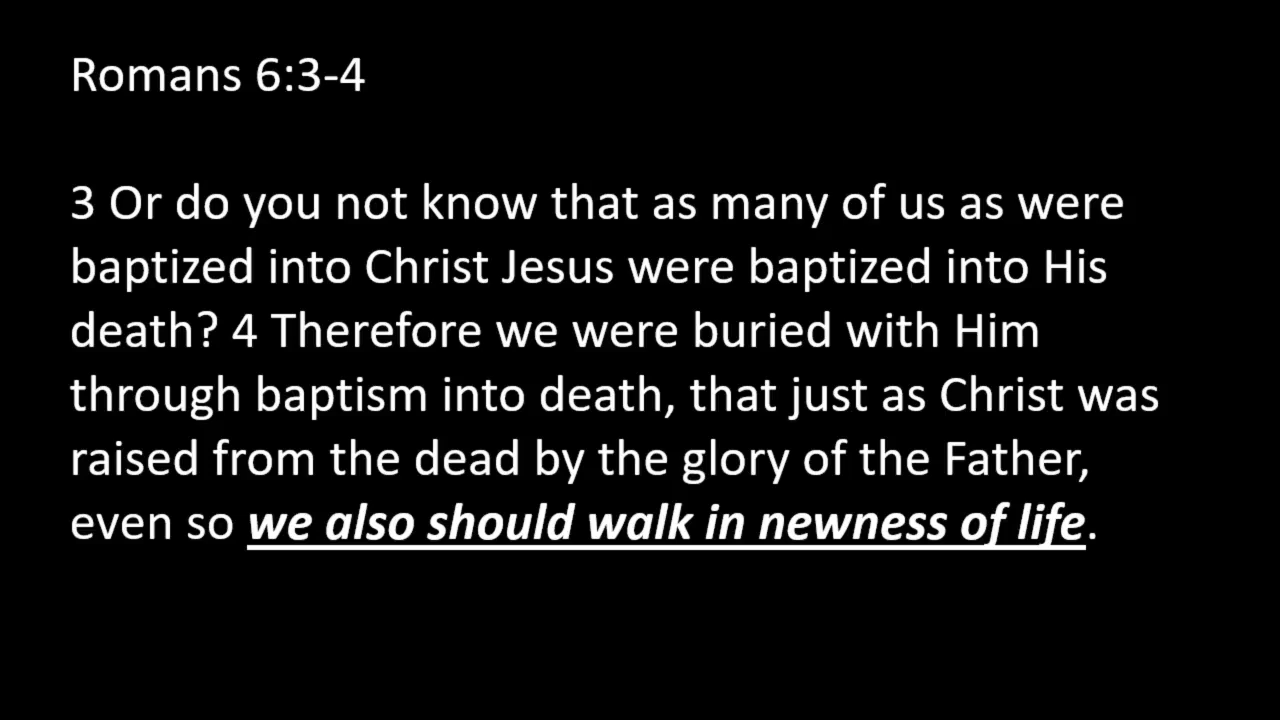 Romans 6:3-4
3 Or do you not know that as many of us as were
baptized into Christ Jesus were baptized into His
death? 4 Therefore we were buried with Him
through baptism into death, that just as Christ was
raised from the dead by the glory of the Father,
even so we also should walk in newness of life.